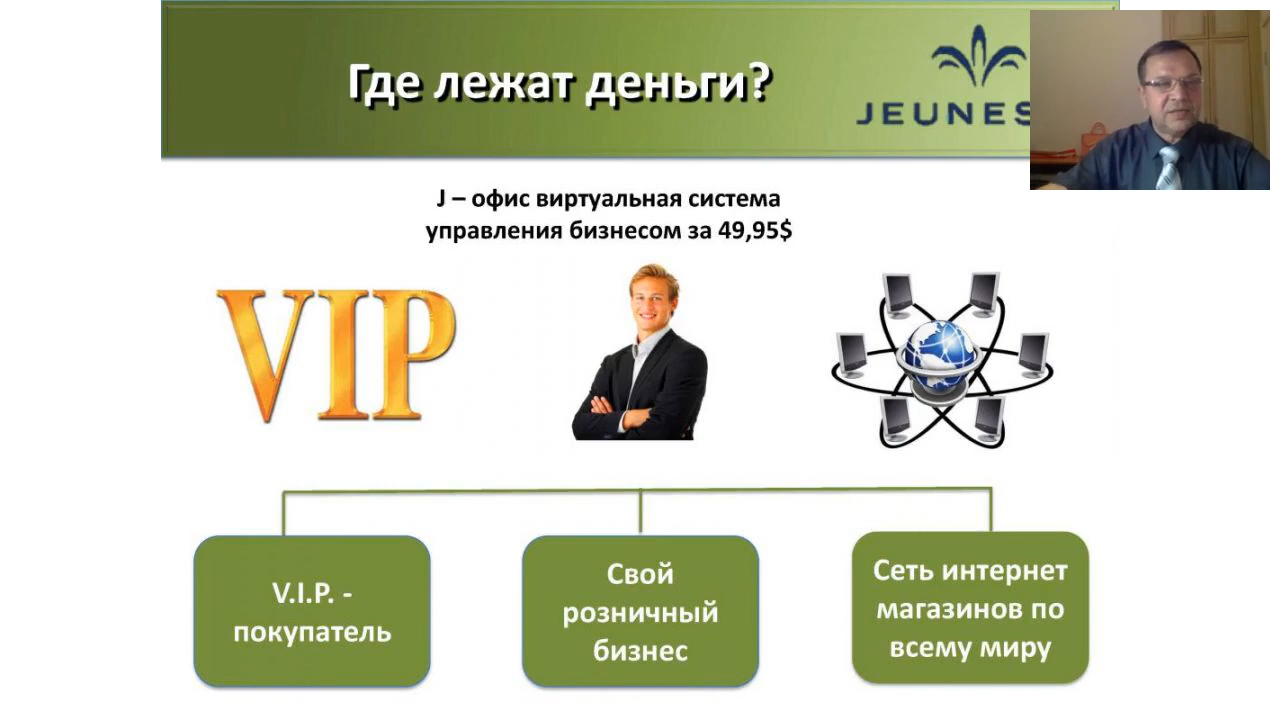 Где лежат деньги?
JEUNES
J – офис виртуальная система
управления бизнесом за 49,95$
VIP
V.I.P. -
покупатель
Свой
розничный
бизнес
Сеть интернет
магазинов по
всему миру